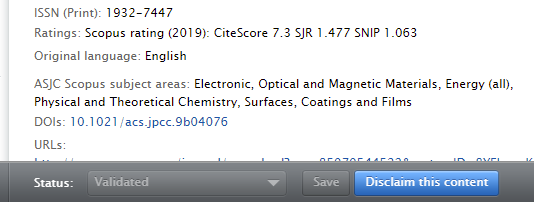 ISSN (Print): 1932-7447
Ratings: Scopus rating (2019): CiteScore 7.3 SJR 1.477 SNIP 1.063
Original language: English
ASJC Scopus subject areas: Electronic, Optical and Magnetic Materials, Energy (all),
Physical and Theoretical Chemistry, Surfaces, Coatings and Films
DOIs: 10.1021/acs.jpcc.9b04076
URLs:
Status: Validated Save Disclaim this content